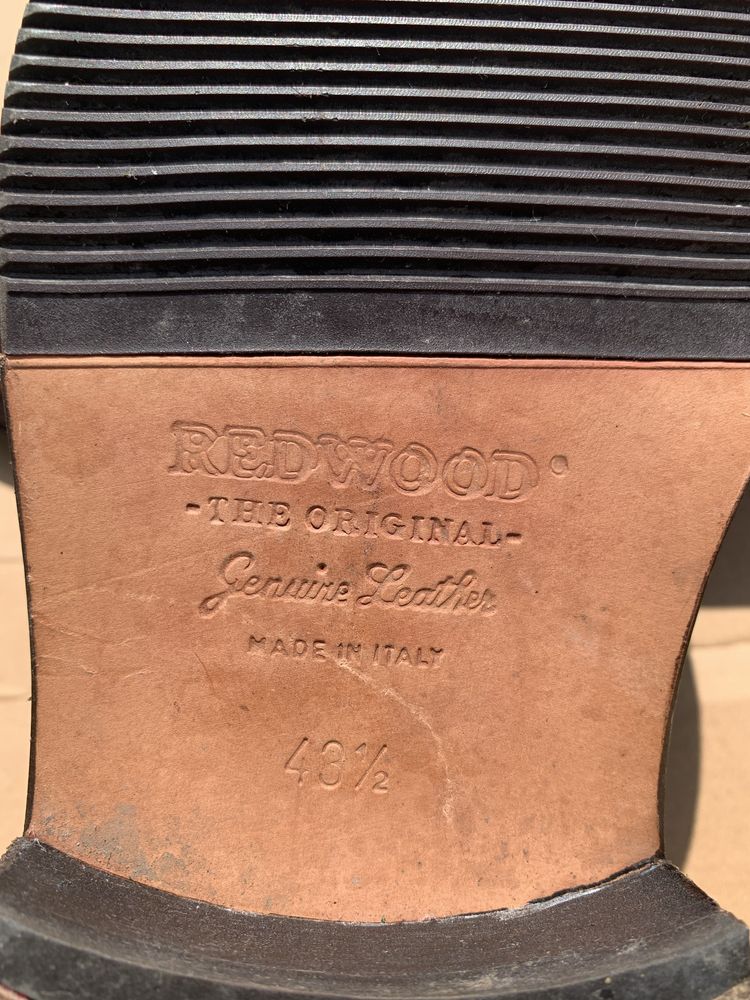 REDWOOD
-THE ORIGINAL-
Genuine Leather
MADE IN ITALY
43½